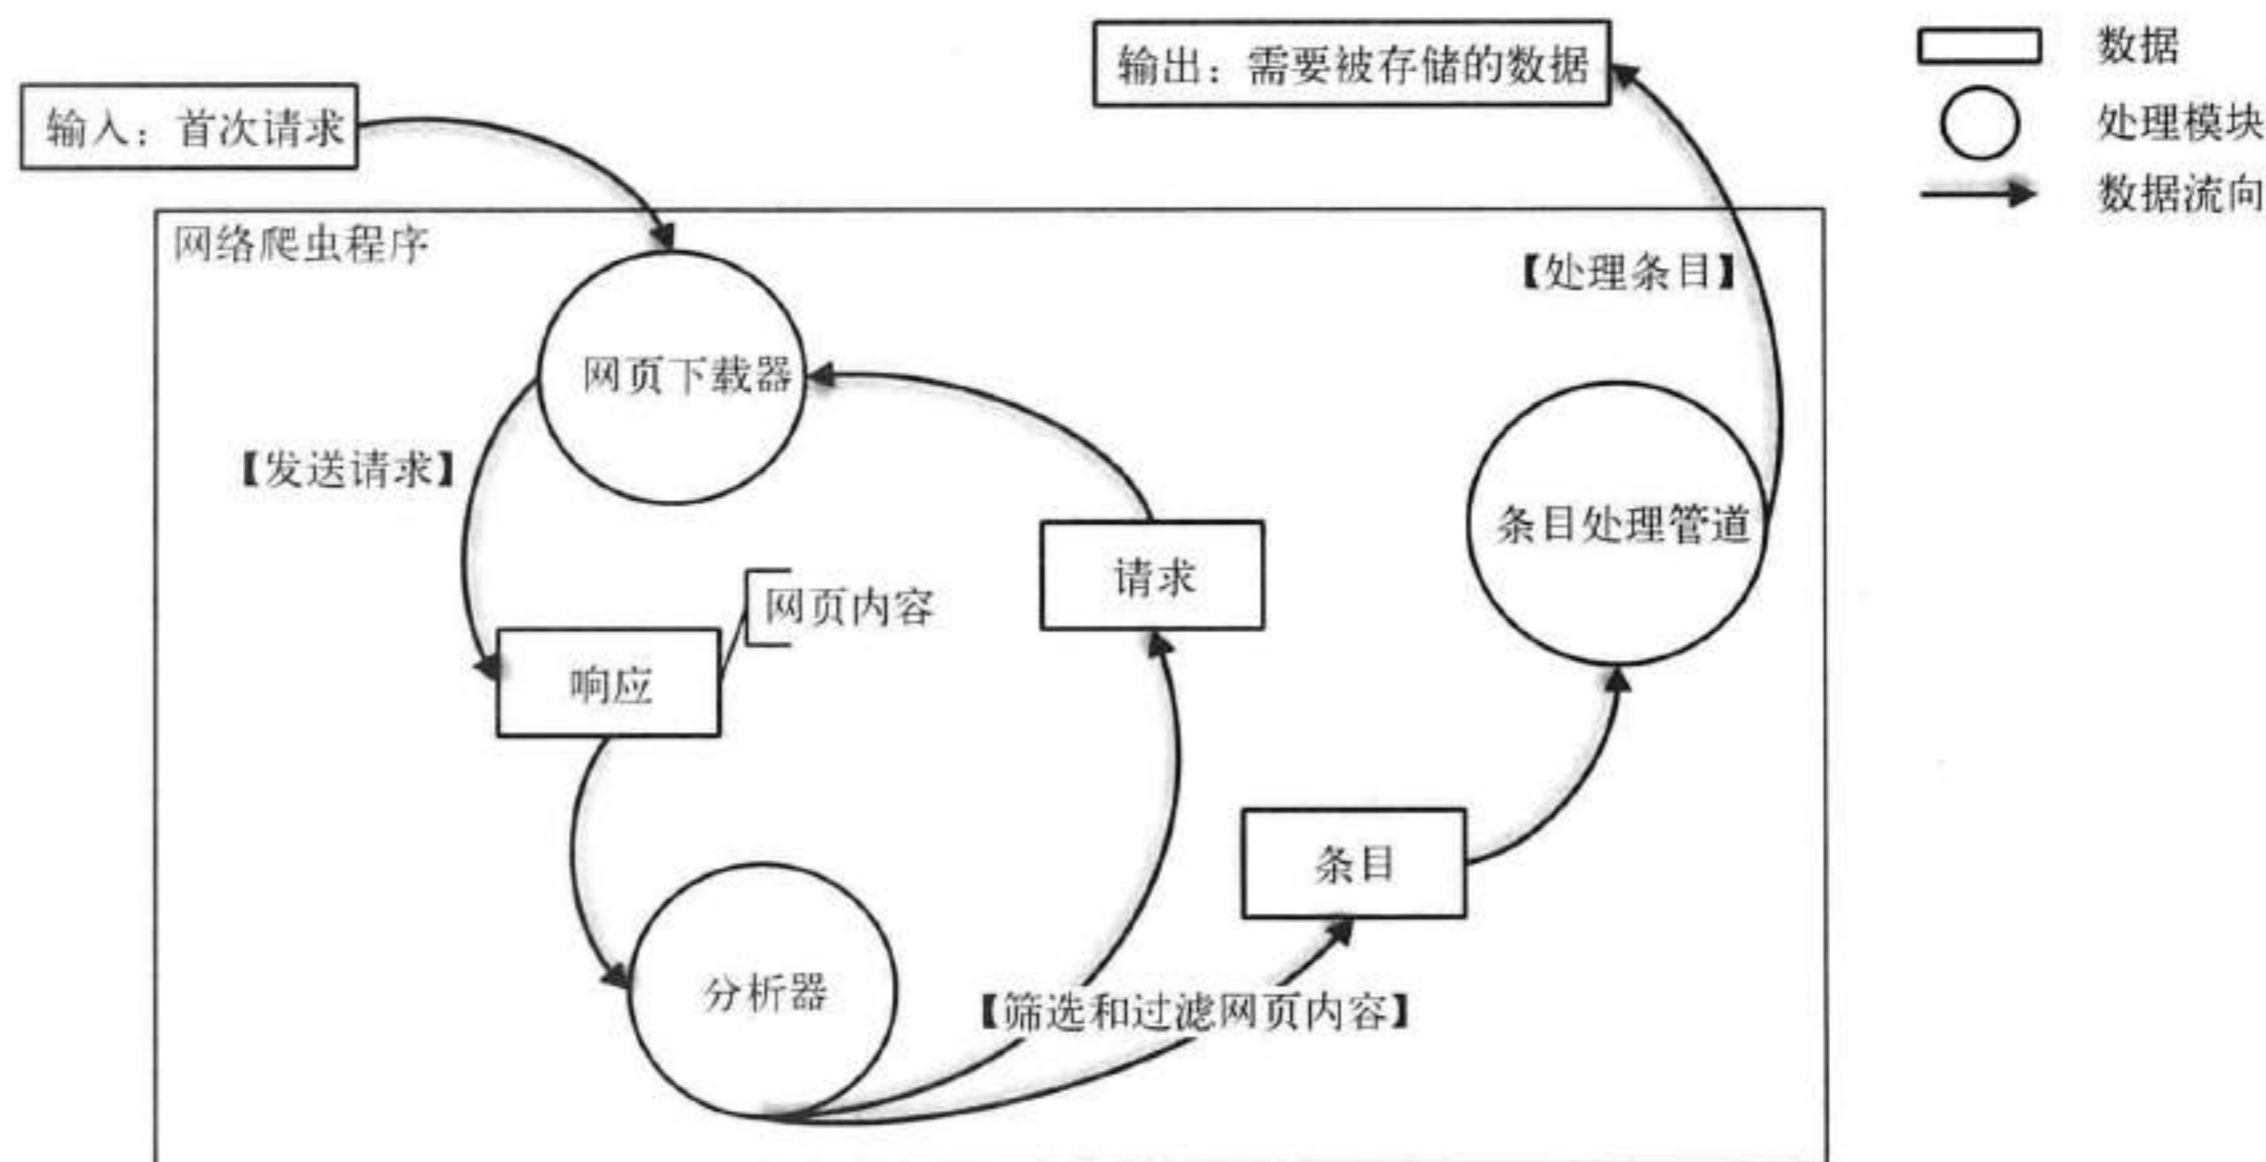 输入：首次请求
输出：需要被存储的数据
数据
处理模块
数据流向
网络爬虫程序
【处理条目】
网页下载器
【发送请求】
条目处理管道
请求
网页内容
响应
条目
分析器
【筛选和过滤网页内容】